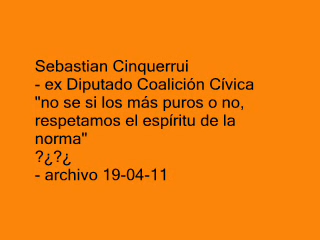 Sebastian Cinquerrui
- ex Diputado Coalición Cívica
"no se si los más puros o no,
respetamos el espíritu de la
norma"
?¿?¿
- archivo 19-04-11